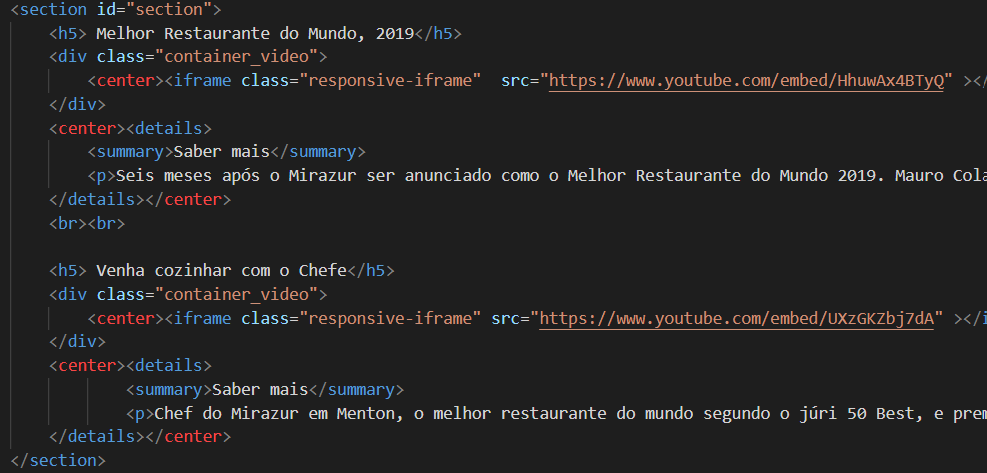 <section id="section">
<h5> Melhor Restaurante do Mundo, 2019</h5>
<div class="container_video">
<center><iframe class="responsive-iframe"  src="https://www.youtube.com/embed/HhuwAx4BTyQ" ></
</div>
<center><details>
<summary>Saber mais</summary>
<p>Seis meses após o Mirazur ser anunciado como o Melhor Restaurante do Mundo 2019. Mauro Cola
</details></center>
<br><br>
<h5> Venha cozinhar com o Chefe</h5>
<div class="container_video">
<center><iframe class="responsive-iframe" src="https://www.youtube.com/embed/UXzGKZbj7dA" ></i
</div>
<center><details>
<summary>Saber mais</summary>
<p>Chef do Mirazur em Menton, o melhor restaurante do mundo segundo o júri 50 Best, e prem
</details></center>
</section>